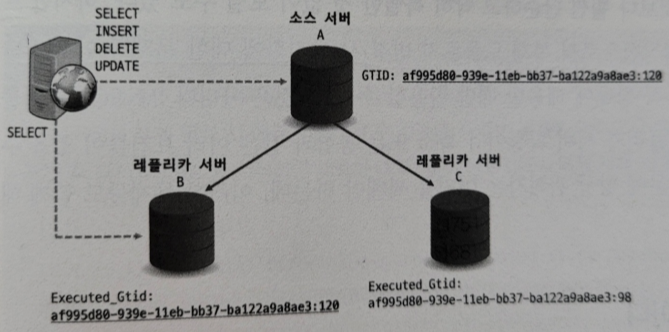 SELECT
INSERT
DELETE
UPDATE
소스 서버
A
GTID: af995d80-939e-11eb-bb37-ba122a9a8ae3:120
SELECT
레플리카 서버
B
레플리카 서버
C
Executed_Gtid:
af995d80-939e-11eb-bb37-ba122a9a8ae3:120
Executed_Gtid:
af995d80-939e-11eb-bb37-ba122a9a8ae3:98